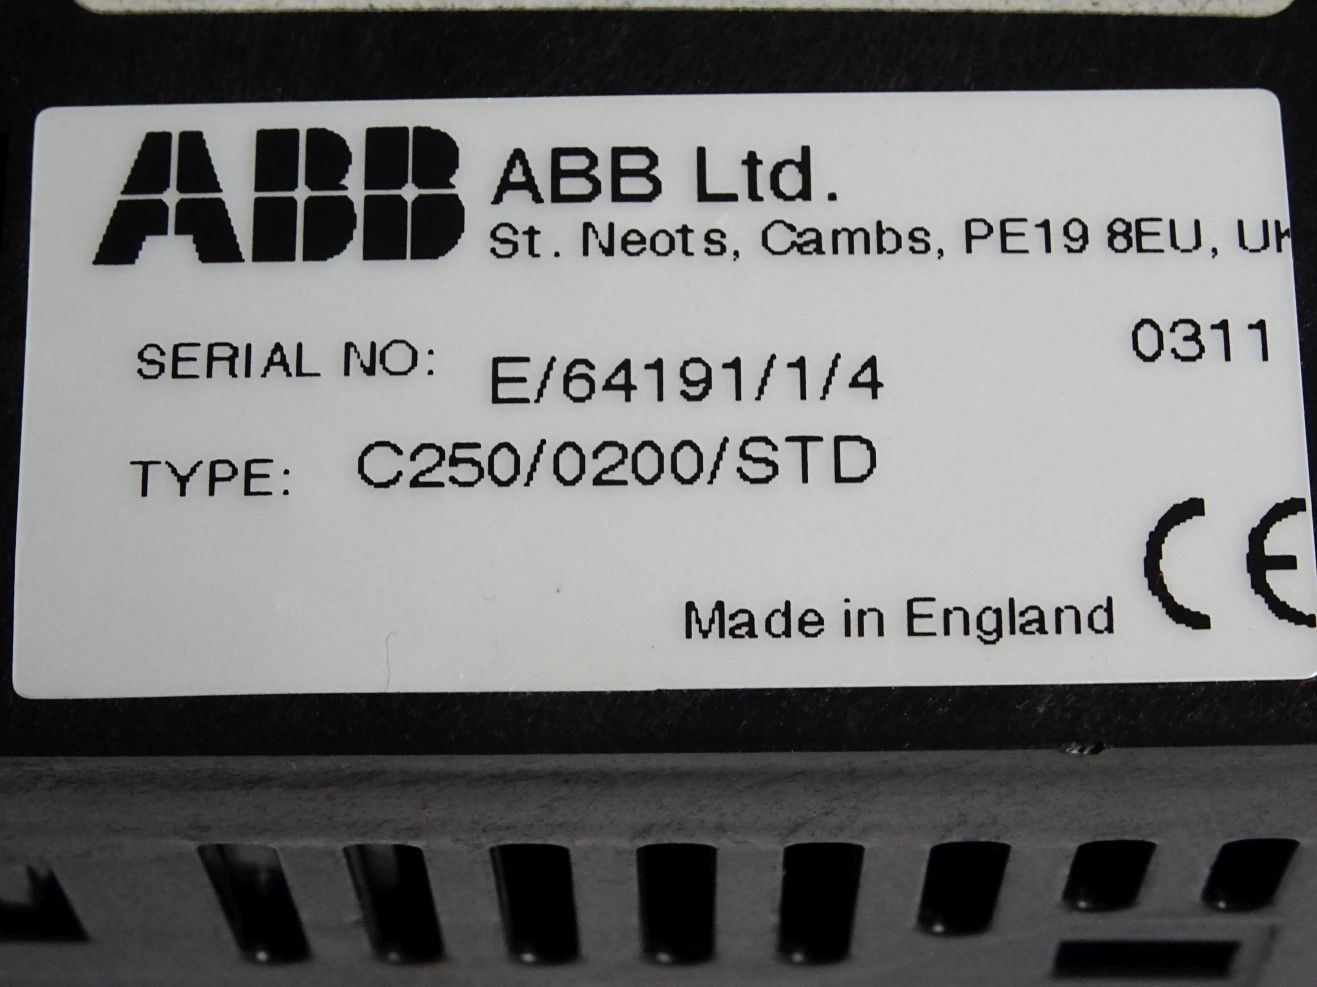 ABB ABB Ltd.
St. Neots, Cambs, PE19 8EU, UK
0311
SERIAL NO: E/64191/1/4
TYPE: C250/0200/STD
Made in England CE